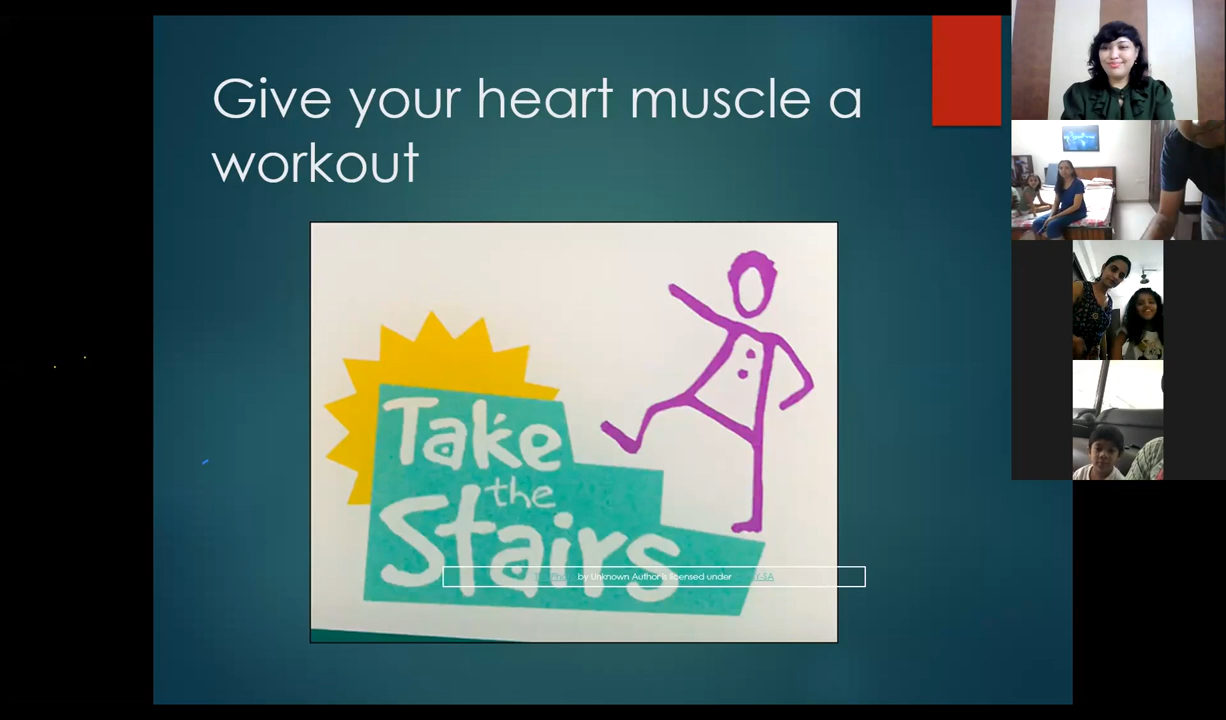 Give your heart muscle a
workout
Take
the
Stairs
by Unknown Author is licensed under